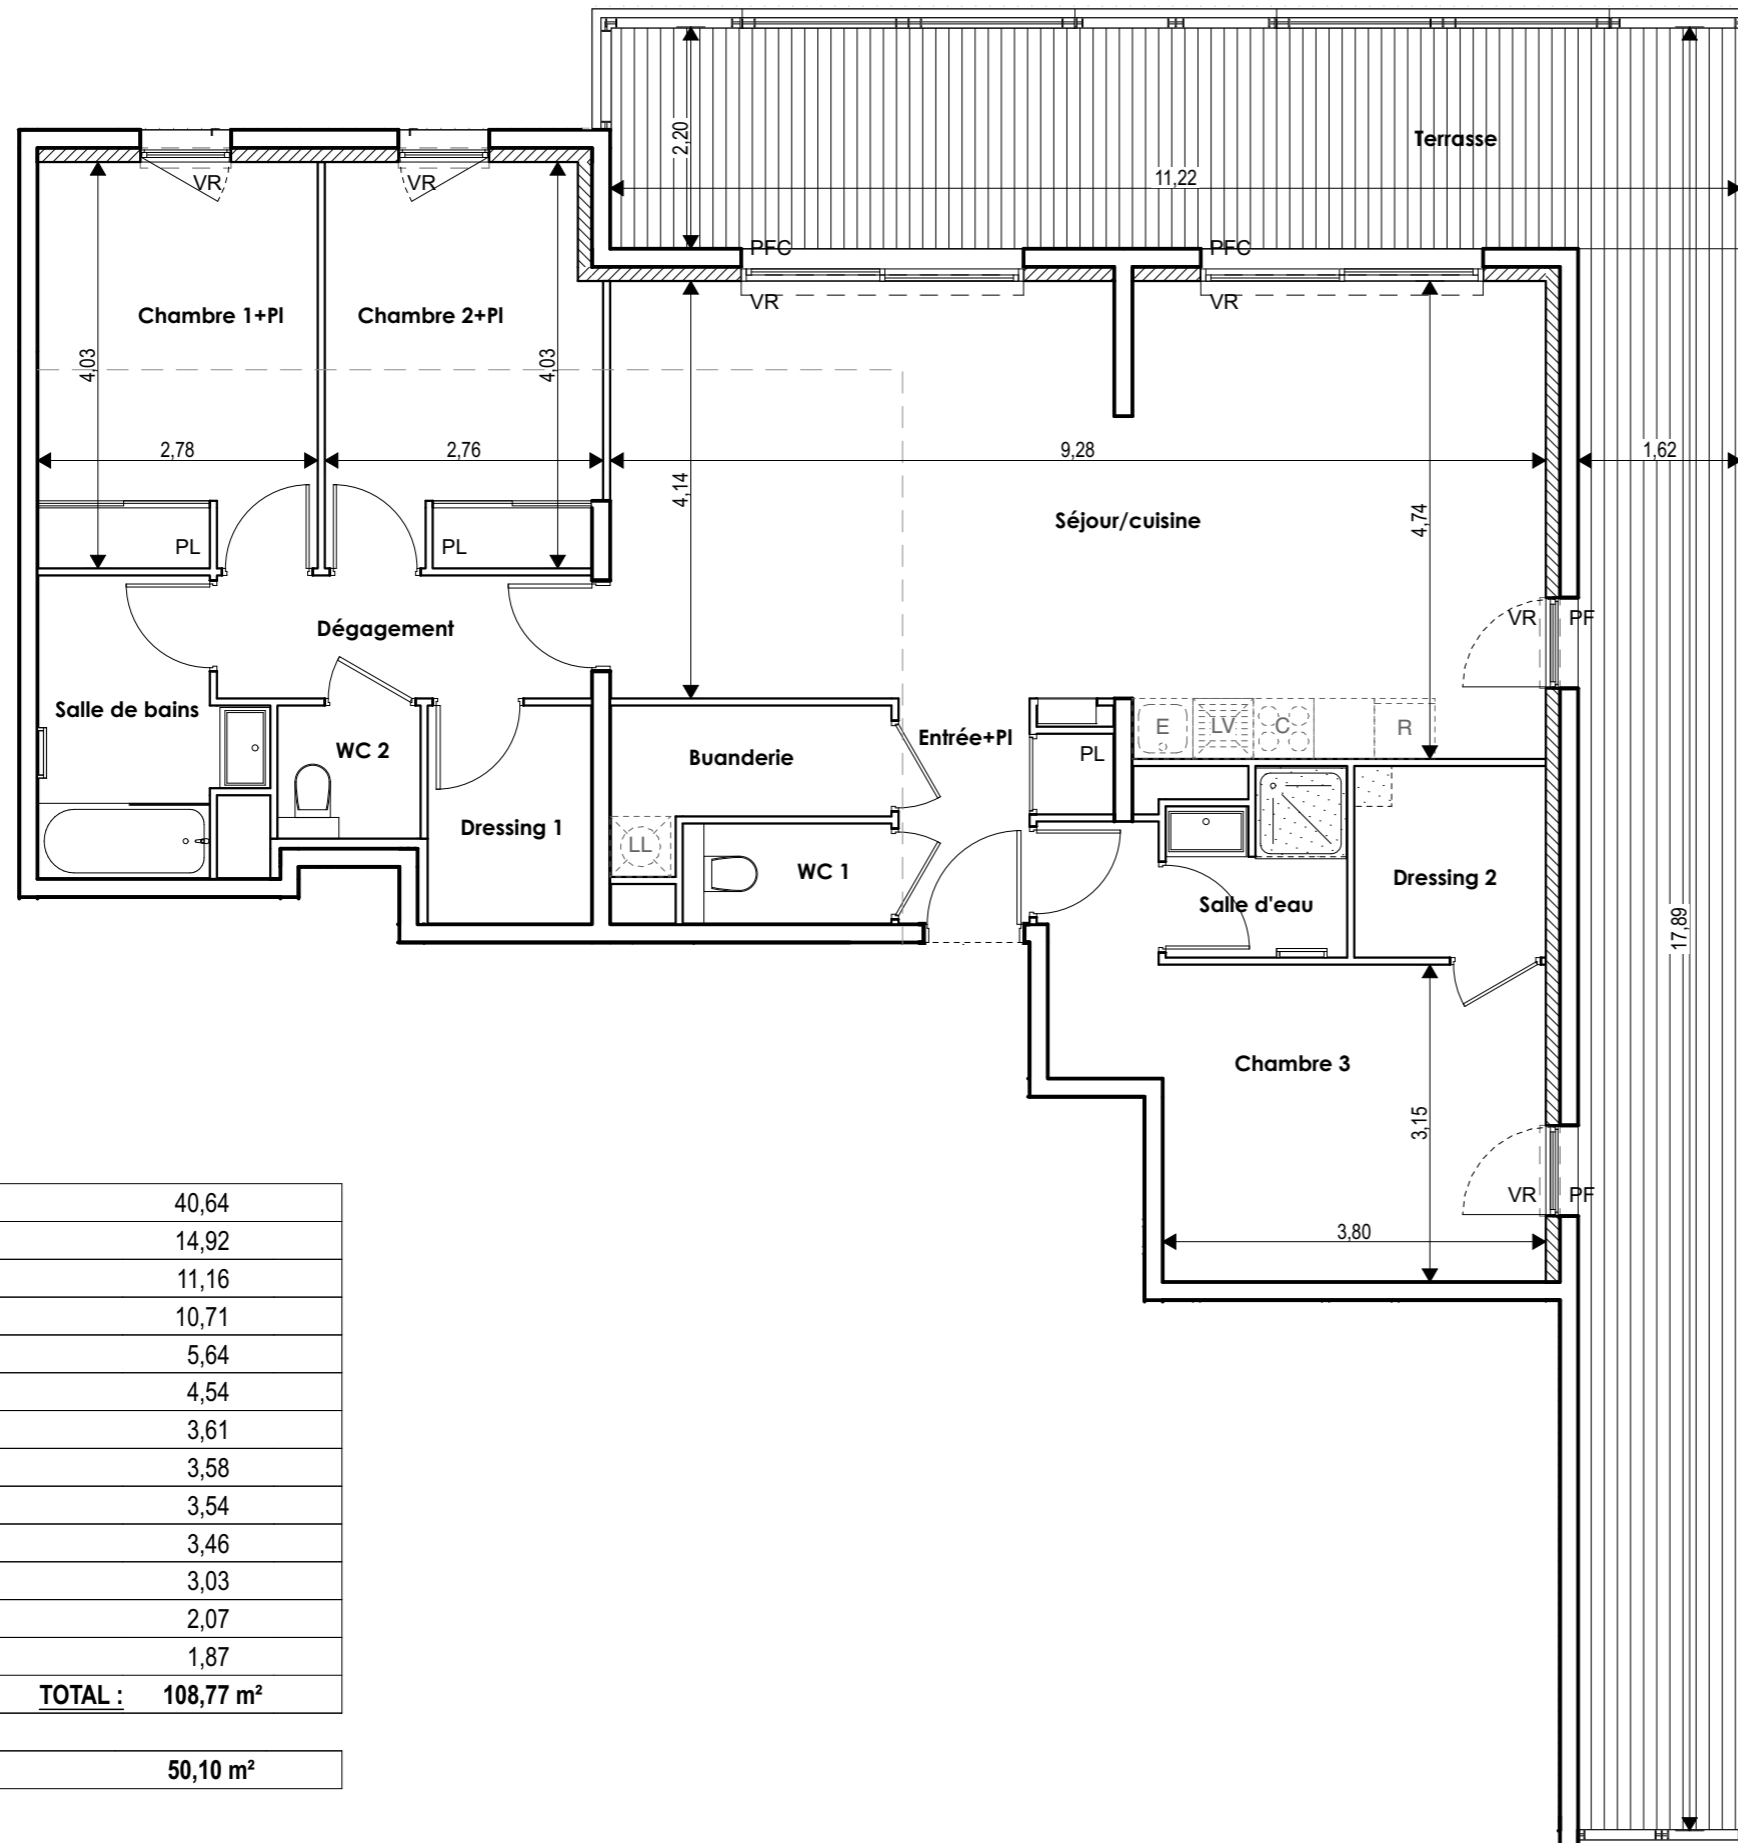 Terrasse
2,20
11,22
PFC
PFC
VR
VR
VR
VR
Chambre 1+Pl
Chambre 2+Pl
4,03
4,03
2,78
2,76
9,28
1,62
4,14
4,74
Séjour/cuisine
PL
PL
Dégagement
VR
PF
Salle de bains
WC 2
Buanderie
Entrée+Pl
PL
E
LV
C
R
Dressing 1
LL
WC 1
Salle d'eau
Dressing 2
17,89
Chambre 3
3,15
VR
PF
3,80
40,64
14,92
11,16
10,71
5,64
4,54
3,61
3,58
3,54
3,46
3,03
2,07
1,87
TOTAL : 108,77 m²
50,10 m²